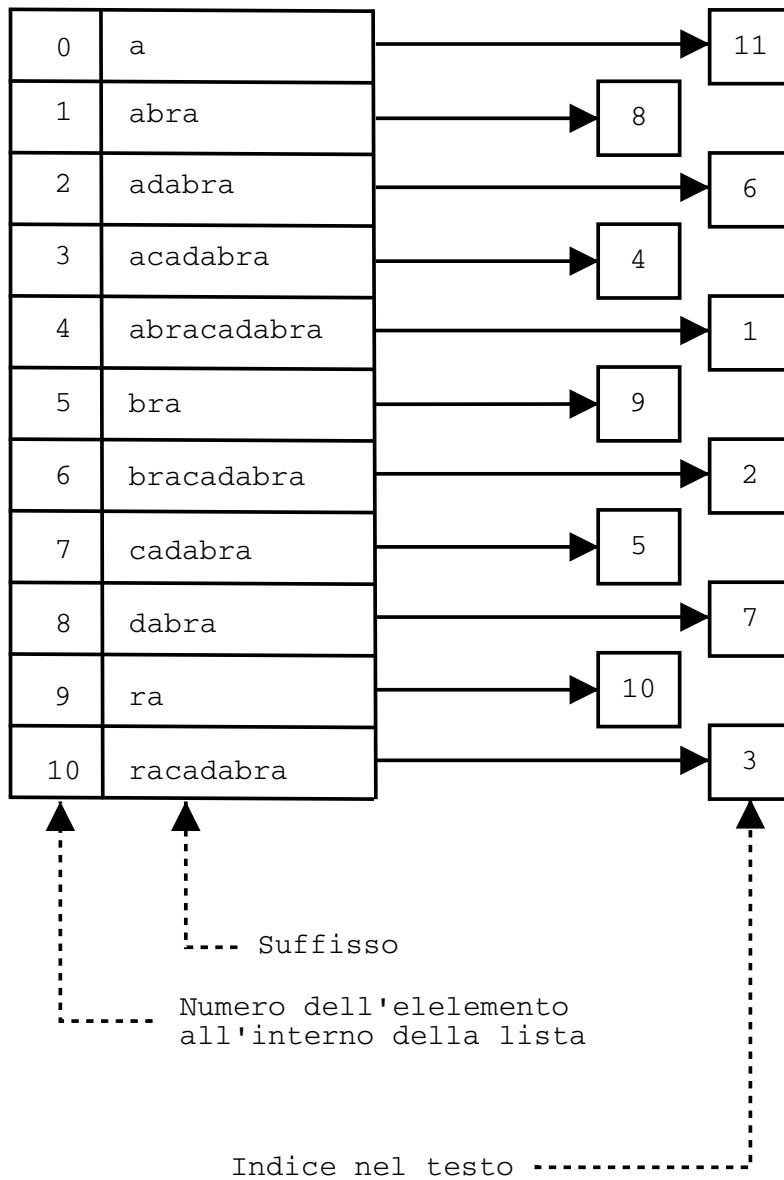 0 a 11
1 abra 8
2 adabra 6
3 acadabra 4
4 abracadabra 1
5 bra 9
6 bracadabra 2
7 cadabra 5
8 dabra 7
9 ra 10
10 racadabra 3
Suffisso
Numero dell'elelemento
all'interno della lista
Indice nel testo